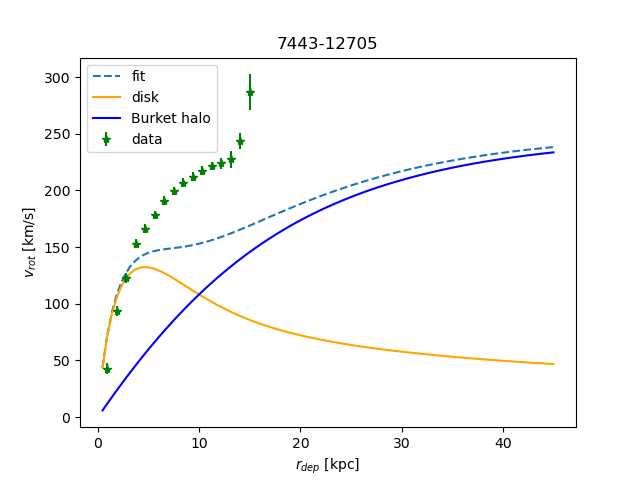 7443-12705
fit
disk
Burket halo
data
300
250
200
150
100
50
0
v_rot [km/s]
0 10 20 30 40
r_dep [kpc]